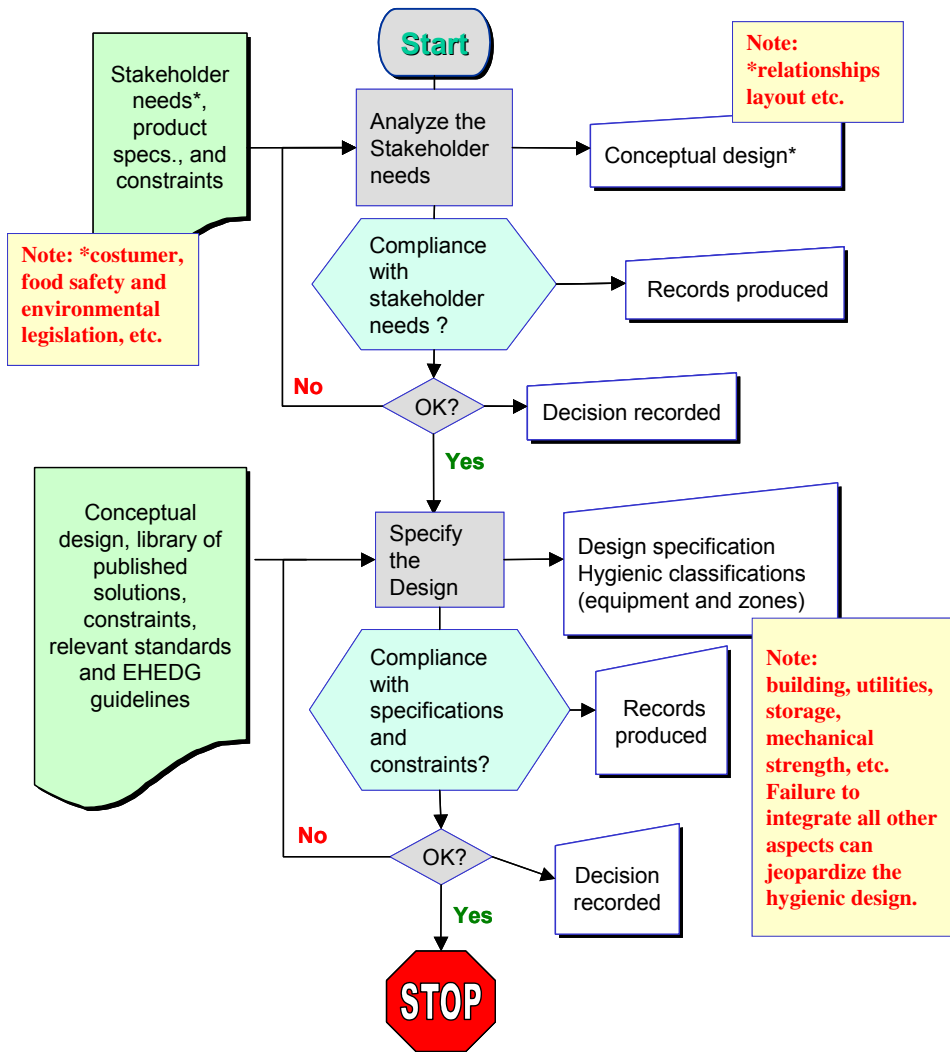 Start
Note:
*relationships
layout etc.
Stakeholder
needs*,
product
specs., and
constraints
Analyze the
Stakeholder
needs
Conceptual design*
Note: *costumer,
food safety and
environmental
legislation, etc.
Compliance
with
stakeholder
needs ?
Records produced
No
OK?
Decision recorded
Yes
Conceptual
design, library of
published
solutions,
constraints,
relevant standards
and EHEDG
guidelines
Specify
the
Design
Design specification
Hygienic classifications
(equipment and zones)
Compliance
with
specifications
and
constraints?
Records
produced
Note:
building, utilities,
storage,
mechanical
strength, etc.
Failure to
integrate all other
aspects can
jeopardize the
hygienic design.
No
OK?
Decision
recorded
Yes
STOP